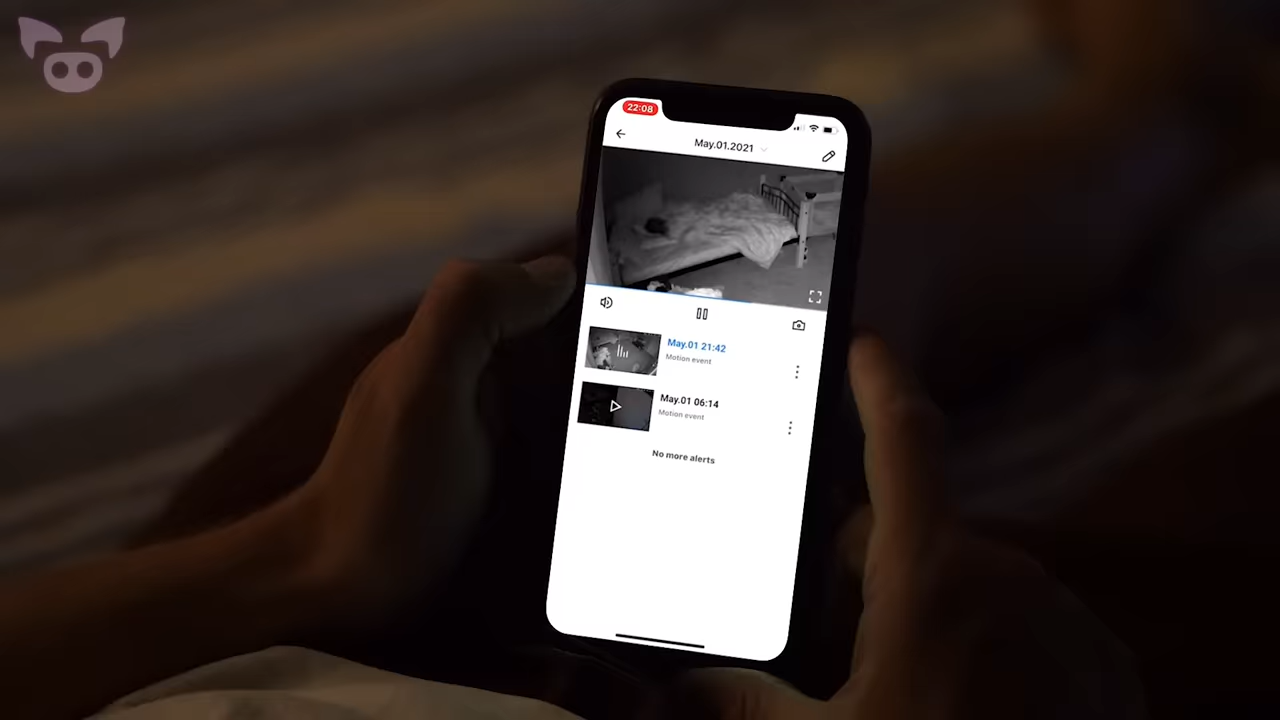 22:08
May.01.2021
May.01 21:42
Motion event
May.01 06:14
Motion event
No more alerts